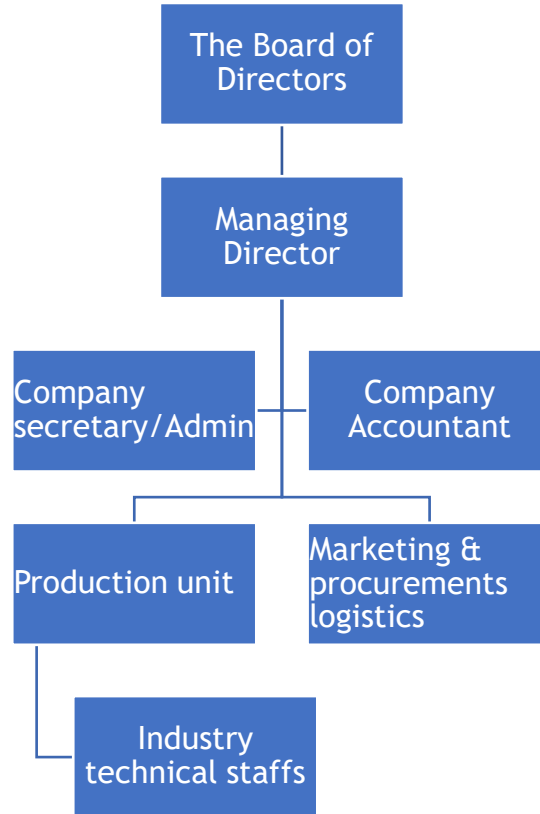 The Board of
Directors
Managing
Director
Company
secretary/Admin
Company
Accountant
Production unit
Marketing &
procurements
logistics
Industry
technical staffs